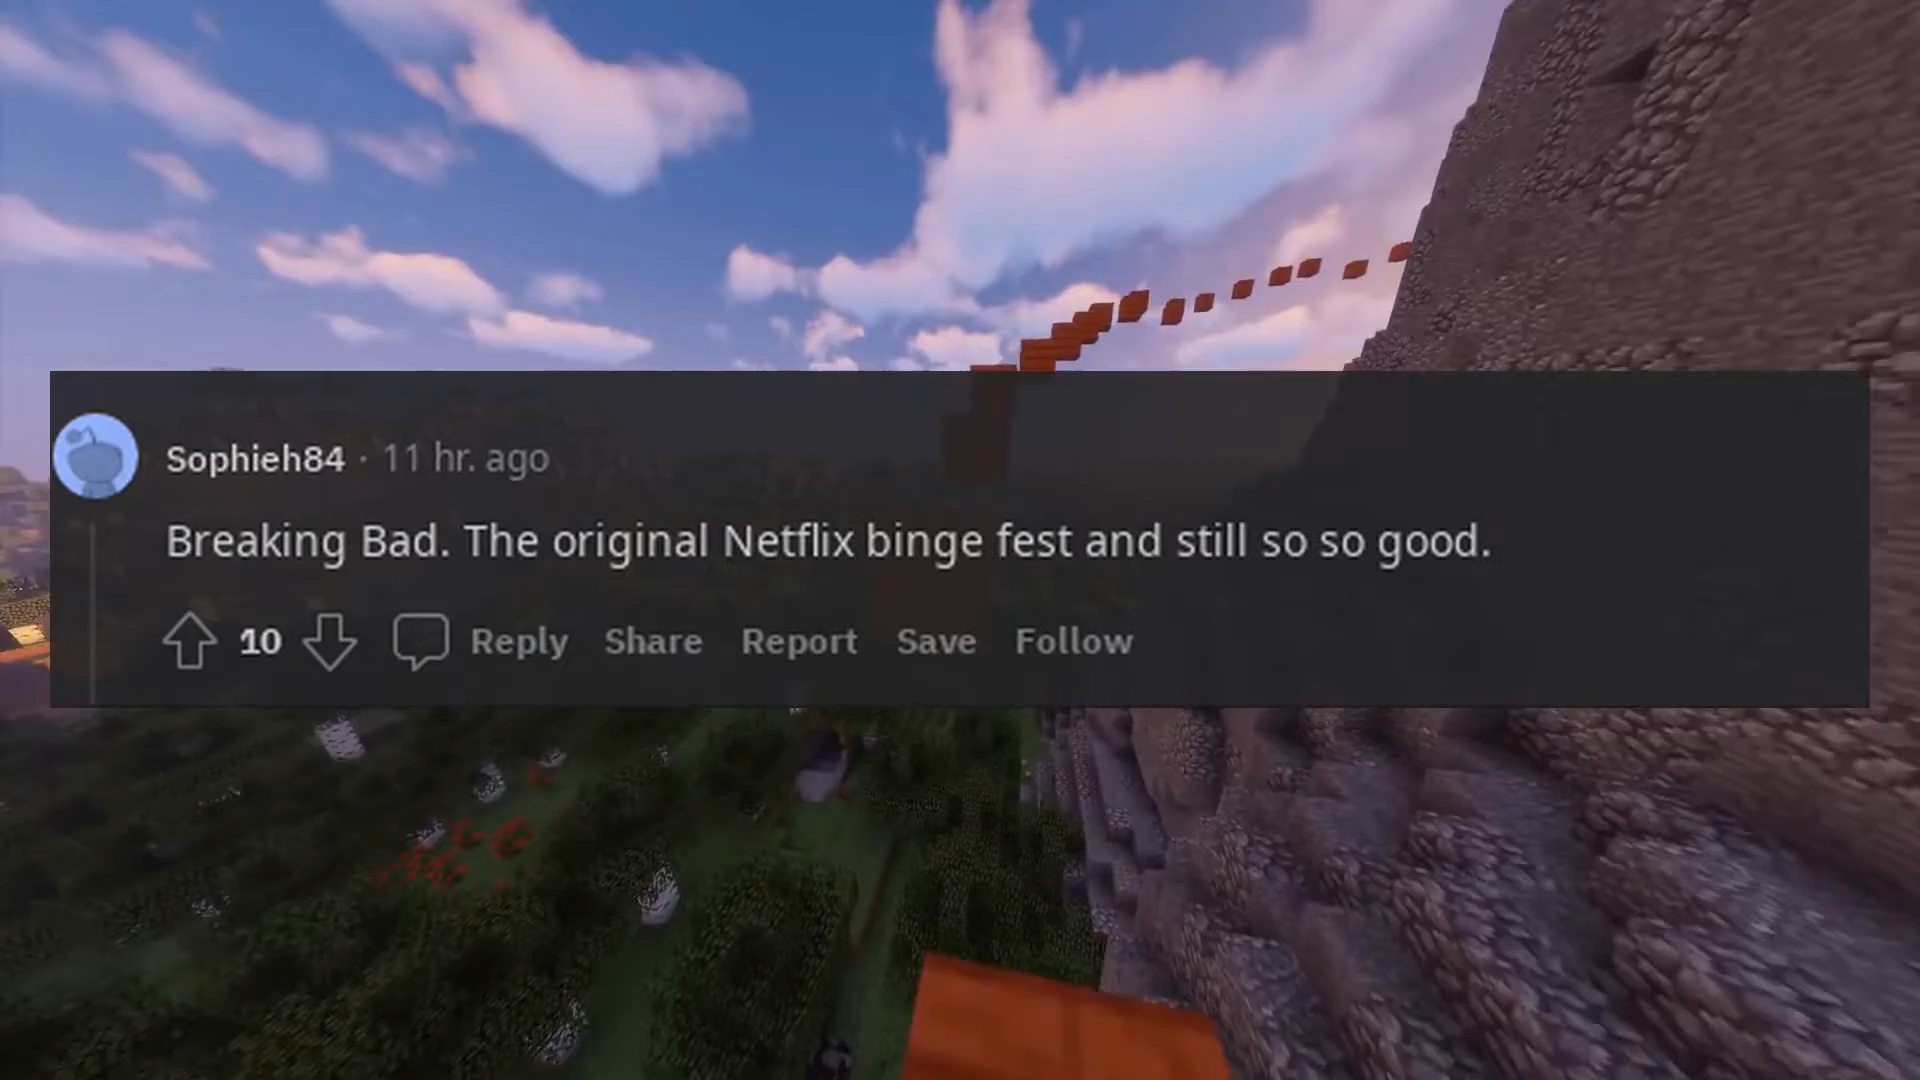 Sophieh84 · 11 hr. ago
Breaking Bad. The original Netflix binge fest and still so so good.
10 Reply Share Report Save Follow